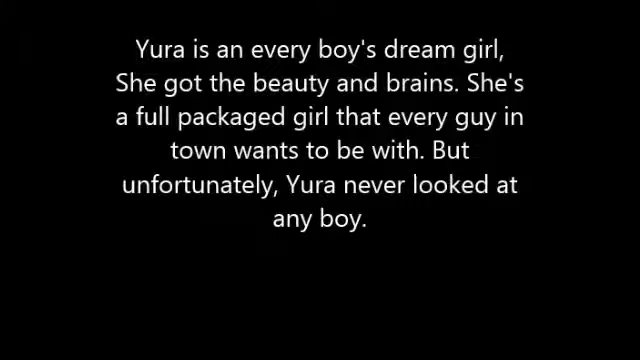 Yura is an every boy's dream girl,
She got the beauty and brains. She's
a full packaged girl that every guy in
town wants to be with. But
unfortunately, Yura never looked at
any boy.